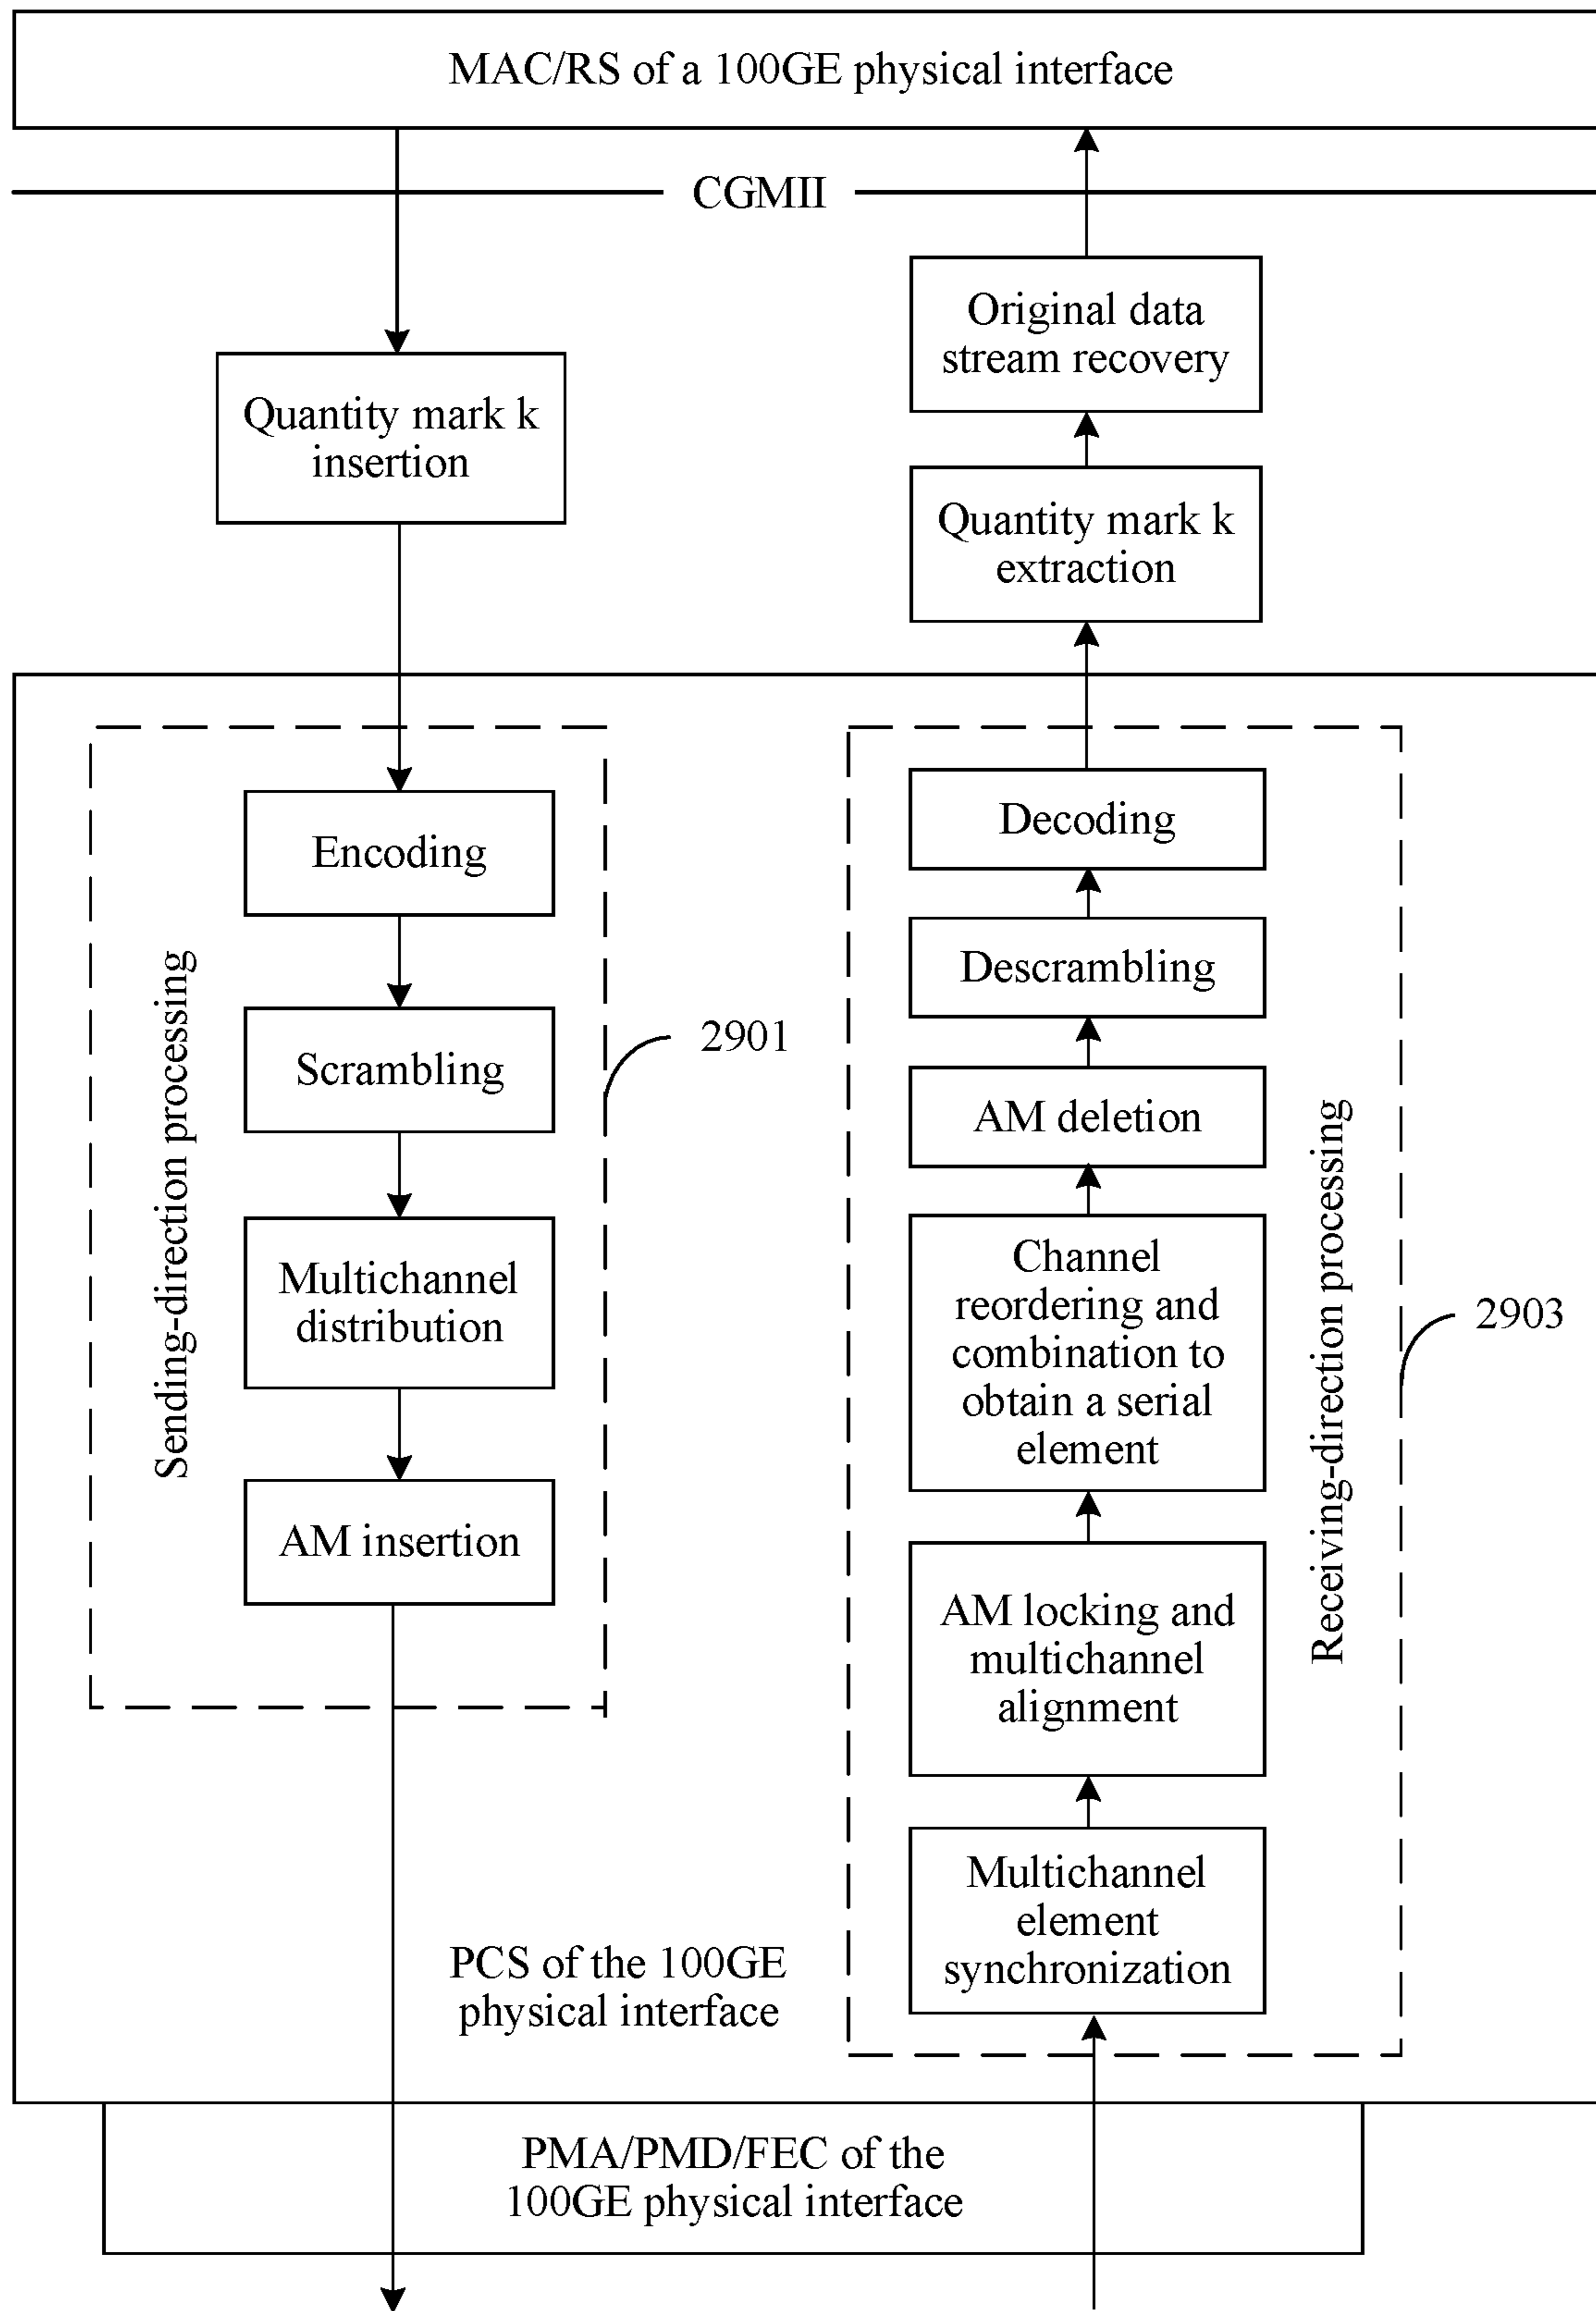 MAC/RS of a 100GE physical interface
CGMII
Quantity mark k
insertion
Original data
stream recovery
Quantity mark k
extraction
Sending-direction processing
Encoding
Scrambling
Multichannel
distribution
AM insertion
2901
Decoding
Descrambling
AM deletion
Channel
reordering and
combination to
obtain a serial
element
AM locking and
multichannel
alignment
Multichannel
element
synchronization
Receiving-direction processing
2903
PCS of the 100GE
physical interface
PMA/PMD/FEC of the
100GE physical interface